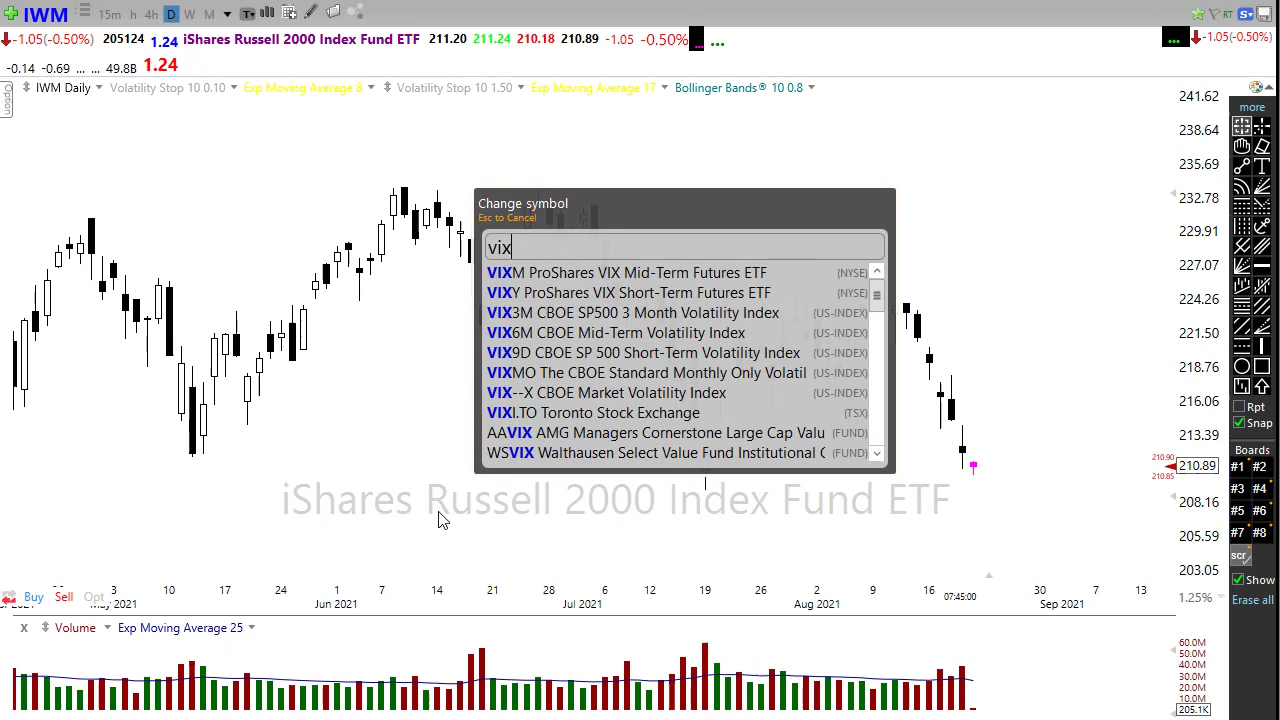 IWM 15m h 4h D W M T RT S
-1.05(-0.50%) 205124 1.24 iShares Russell 2000 Index Fund ETF 211.20 211.24 210.18 210.89 -1.05 -0.50% ... ... ... -1.05(-0.50%)
-0.14 -0.69 ... ... 49.8B 1.24
Option
IWM Daily Volatility Stop 10 0.10 Exp Moving Average 8 Volatility Stop 10 1.50 Exp Moving Average 17 Bollinger Bands® 10 0.8
241.62
238.64
235.69
232.78
229.91
227.07
224.26
221.50
218.76
216.06
213.39
210.90
210.89
210.85
208.16
205.59
203.05
1.25%
more
Rpt
Snap
Boards
#1 #2
#3 #4
#5 #6
#7 #8
scr
Show
Erase all
Change symbol
Esc to Cancel
vix
VIXM ProShares VIX Mid-Term Futures ETF (NYSE)
VIXY ProShares VIX Short-Term Futures ETF (NYSE)
VIX3M CBOE SP500 3 Month Volatility Index (US-INDEX)
VIX6M CBOE Mid-Term Volatility Index (US-INDEX)
VIX9D CBOE SP 500 Short-Term Volatility Index (US-INDEX)
VIXMO The CBOE Standard Monthly Only Volatil (US-INDEX)
VIX--X CBOE Market Volatility Index (US-INDEX)
VIXI.TO Toronto Stock Exchange (TSX)
AAVIX AMG Managers Cornerstone Large Cap Valu (FUND)
WSVIX Walthausen Select Value Fund Institutional (FUND)
iShares Russell 2000 Index Fund ETF
3 10 17 24 1 7 14 21 28 6 12 19 26 2 9 16 07:45:00 30 7 13
Buy Sell Opt
May 2021 Jun 2021 Jul 2021 Aug 2021 Sep 2021
X Volume Exp Moving Average 25
60.0M
50.0M
40.0M
30.0M
20.0M
10.0M
205.1K